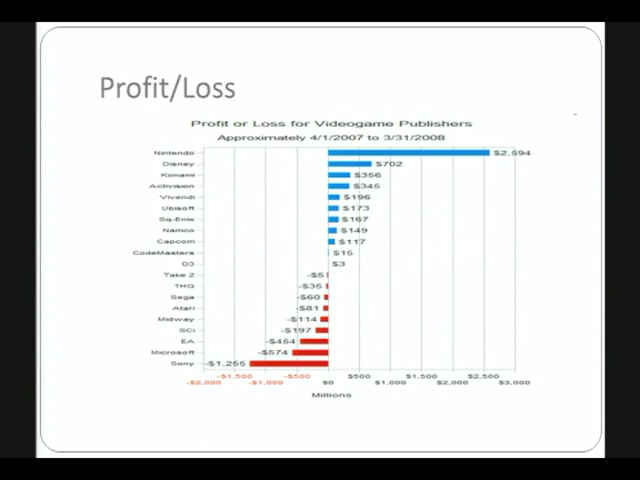 Profit/Loss
Profit or Loss for Videogame Publishers
Approximately 4/1/2007 to 3/31/2008
Nintendo $2,594
Disney $702
Konami $356
Activision $345
Vivendi $196
Ubisoft $173
Sq-Enix $167
Namco $149
Capcom $117
CodeMasters $15
D3 $3
Take 2 -$5
THQ -$35
Sega -$60
Atari -$81
Midway -$114
SCi -$197
EA -$454
Microsoft -$574
Sony -$1,255
-$1,500 -$500 $500 $1,500 $2,500
-$2,000 -$1,000 $0 $1,000 $2,000 $3,000
Millions